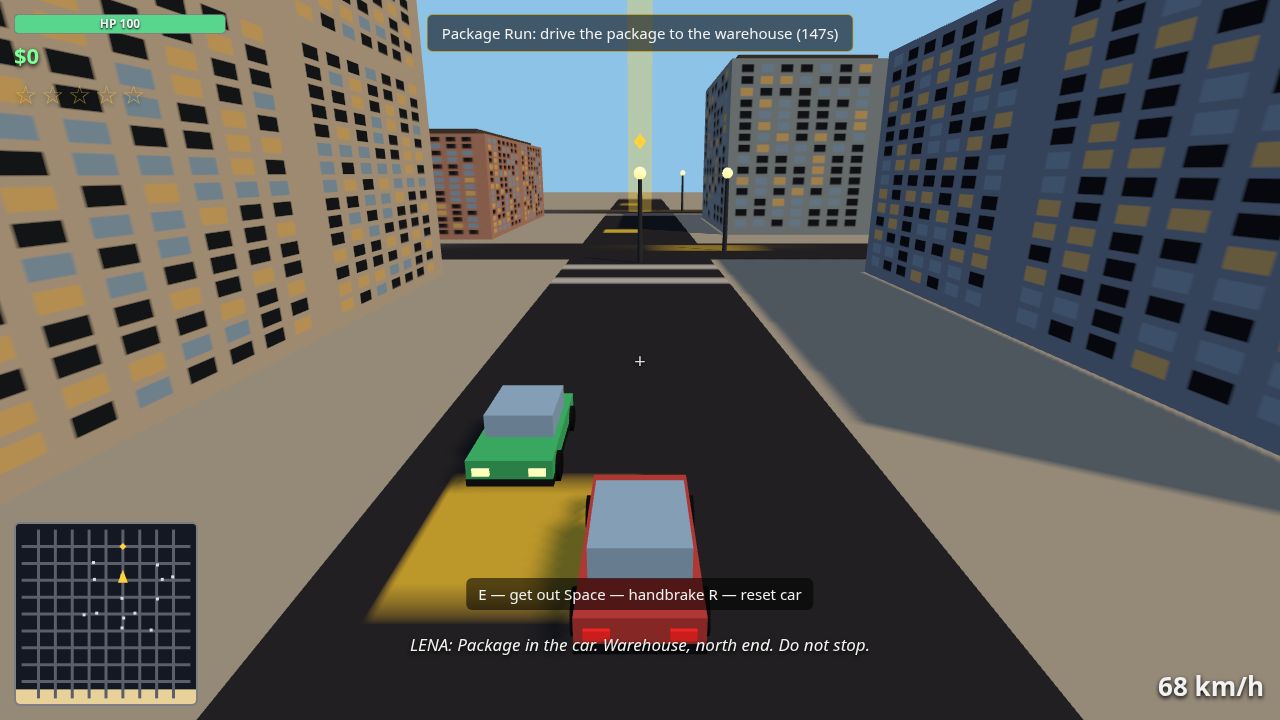 HP 100
Package Run: drive the package to the warehouse (147s)
$0
E — get out Space — handbrake R — reset car
LENA: Package in the car. Warehouse, north end. Do not stop.
68 km/h